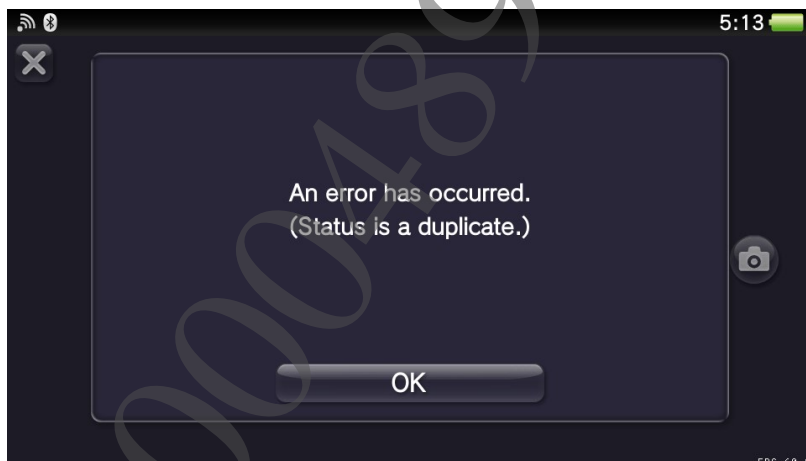 5:13
An error has occurred.
(Status is a duplicate.)
OK